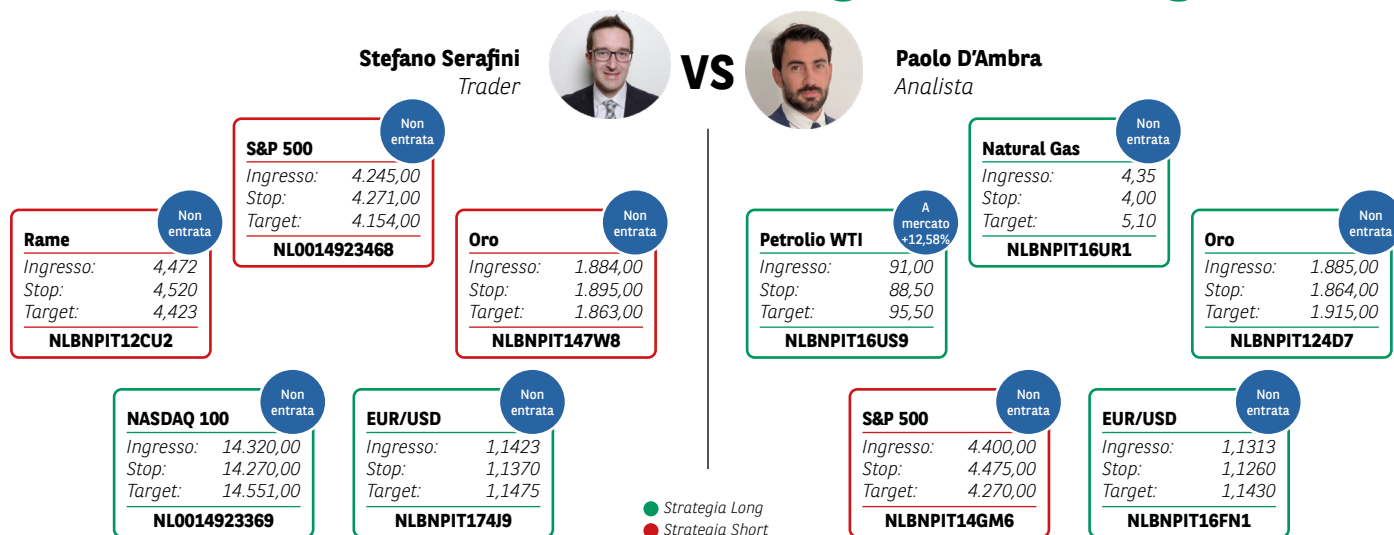 Stefano Serafini
Trader
VS
Paolo D'Ambra
Analista
Non
entrata
S&P 500
Ingresso: 4.245,00
Stop: 4.271,00
Target: 4.154,00
NL0014923468
Non
entrata
Rame
Ingresso: 4,472
Stop: 4,520
Target: 4,423
NLBNPIT12CU2
Non
entrata
Oro
Ingresso: 1.884,00
Stop: 1.895,00
Target: 1.863,00
NLBNPIT147W8
Non
entrata
NASDAQ 100
Ingresso: 14.320,00
Stop: 14.270,00
Target: 14.551,00
NL0014923369
Non
entrata
EUR/USD
Ingresso: 1,1423
Stop: 1,1370
Target: 1,1475
NLBNPIT174J9
Non
entrata
Natural Gas
Ingresso: 4,35
Stop: 4,00
Target: 5,10
NLBNPIT16UR1
A
mercato
+12,58%
Petrolio WTI
Ingresso: 91,00
Stop: 88,50
Target: 95,50
NLBNPIT16US9
Non
entrata
Oro
Ingresso: 1.885,00
Stop: 1.864,00
Target: 1.915,00
NLBNPIT124D7
Non
entrata
S&P 500
Ingresso: 4.400,00
Stop: 4.475,00
Target: 4.270,00
NLBNPIT14GM6
Non
entrata
EUR/USD
Ingresso: 1,1313
Stop: 1,1260
Target: 1,1430
NLBNPIT16FN1
Strategia Long
Strategia Short